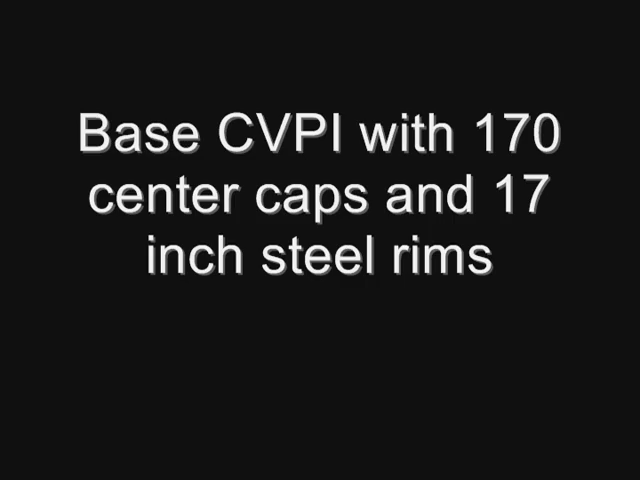 Base CVPI with 170
center caps and 17
inch steel rims